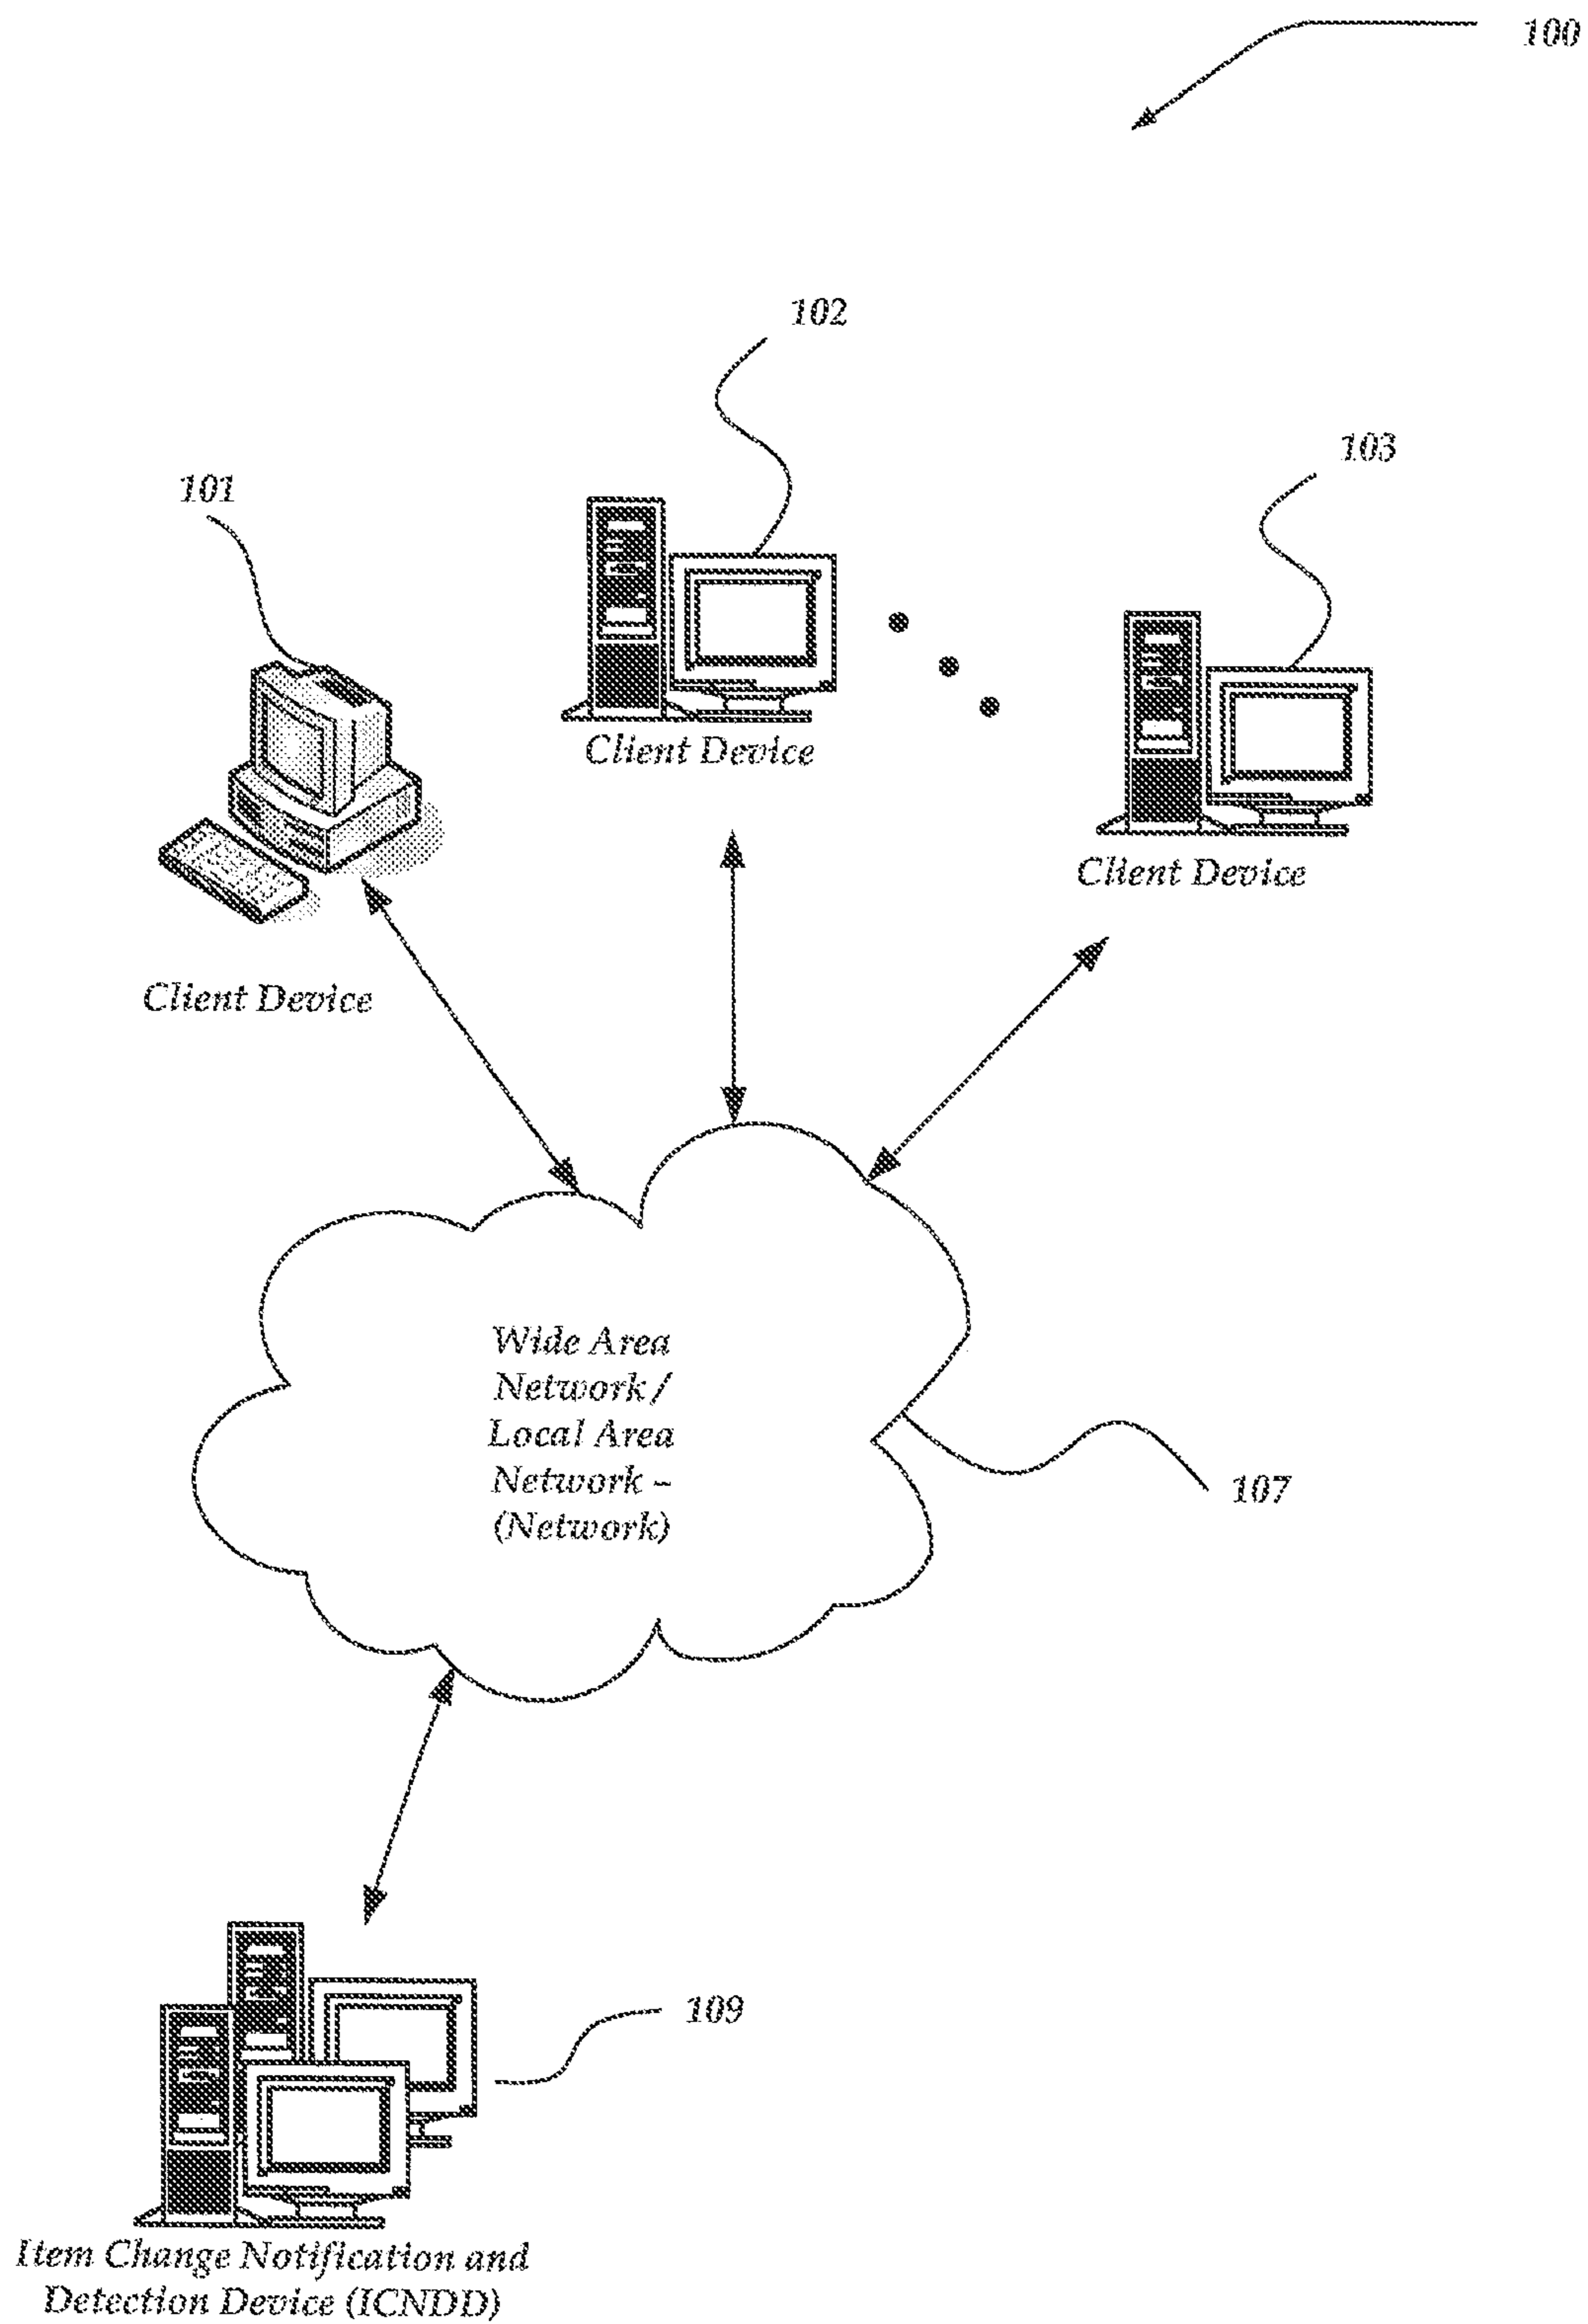 100
102
103
101
Client Device
Client Device
Client Device
Wide Area
Network /
Local Area
Network –
(Network)
107
109
Item Change Notification and
Detection Device (ICNDD)